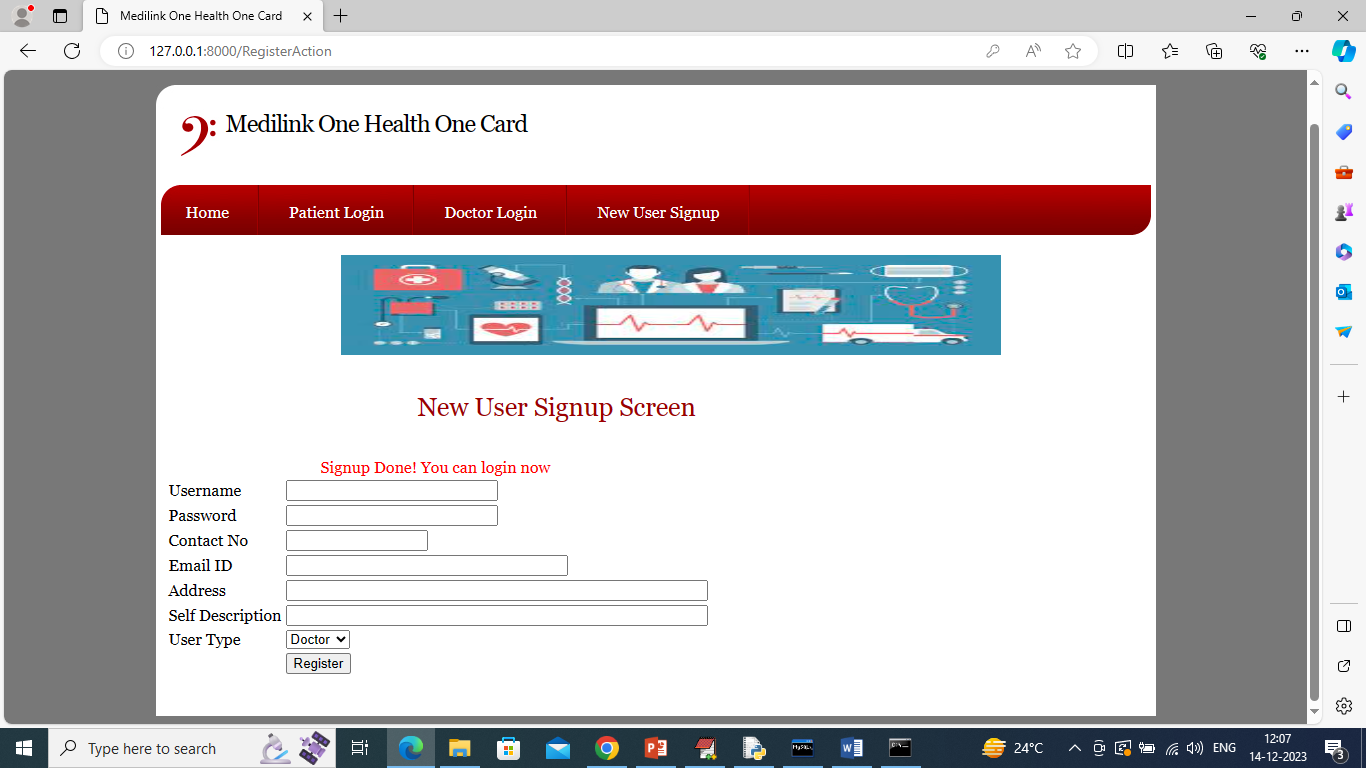 Medilink One Health One Card
127.0.0.1:8000/RegisterAction
Medilink One Health One Card
Home Patient Login Doctor Login New User Signup
New User Signup Screen
Signup Done! You can login now
Username
Password
Contact No
Email ID
Address
Self Description
User Type Doctor
Register
Type here to search
24°C
ENG
12:07
14-12-2023
3